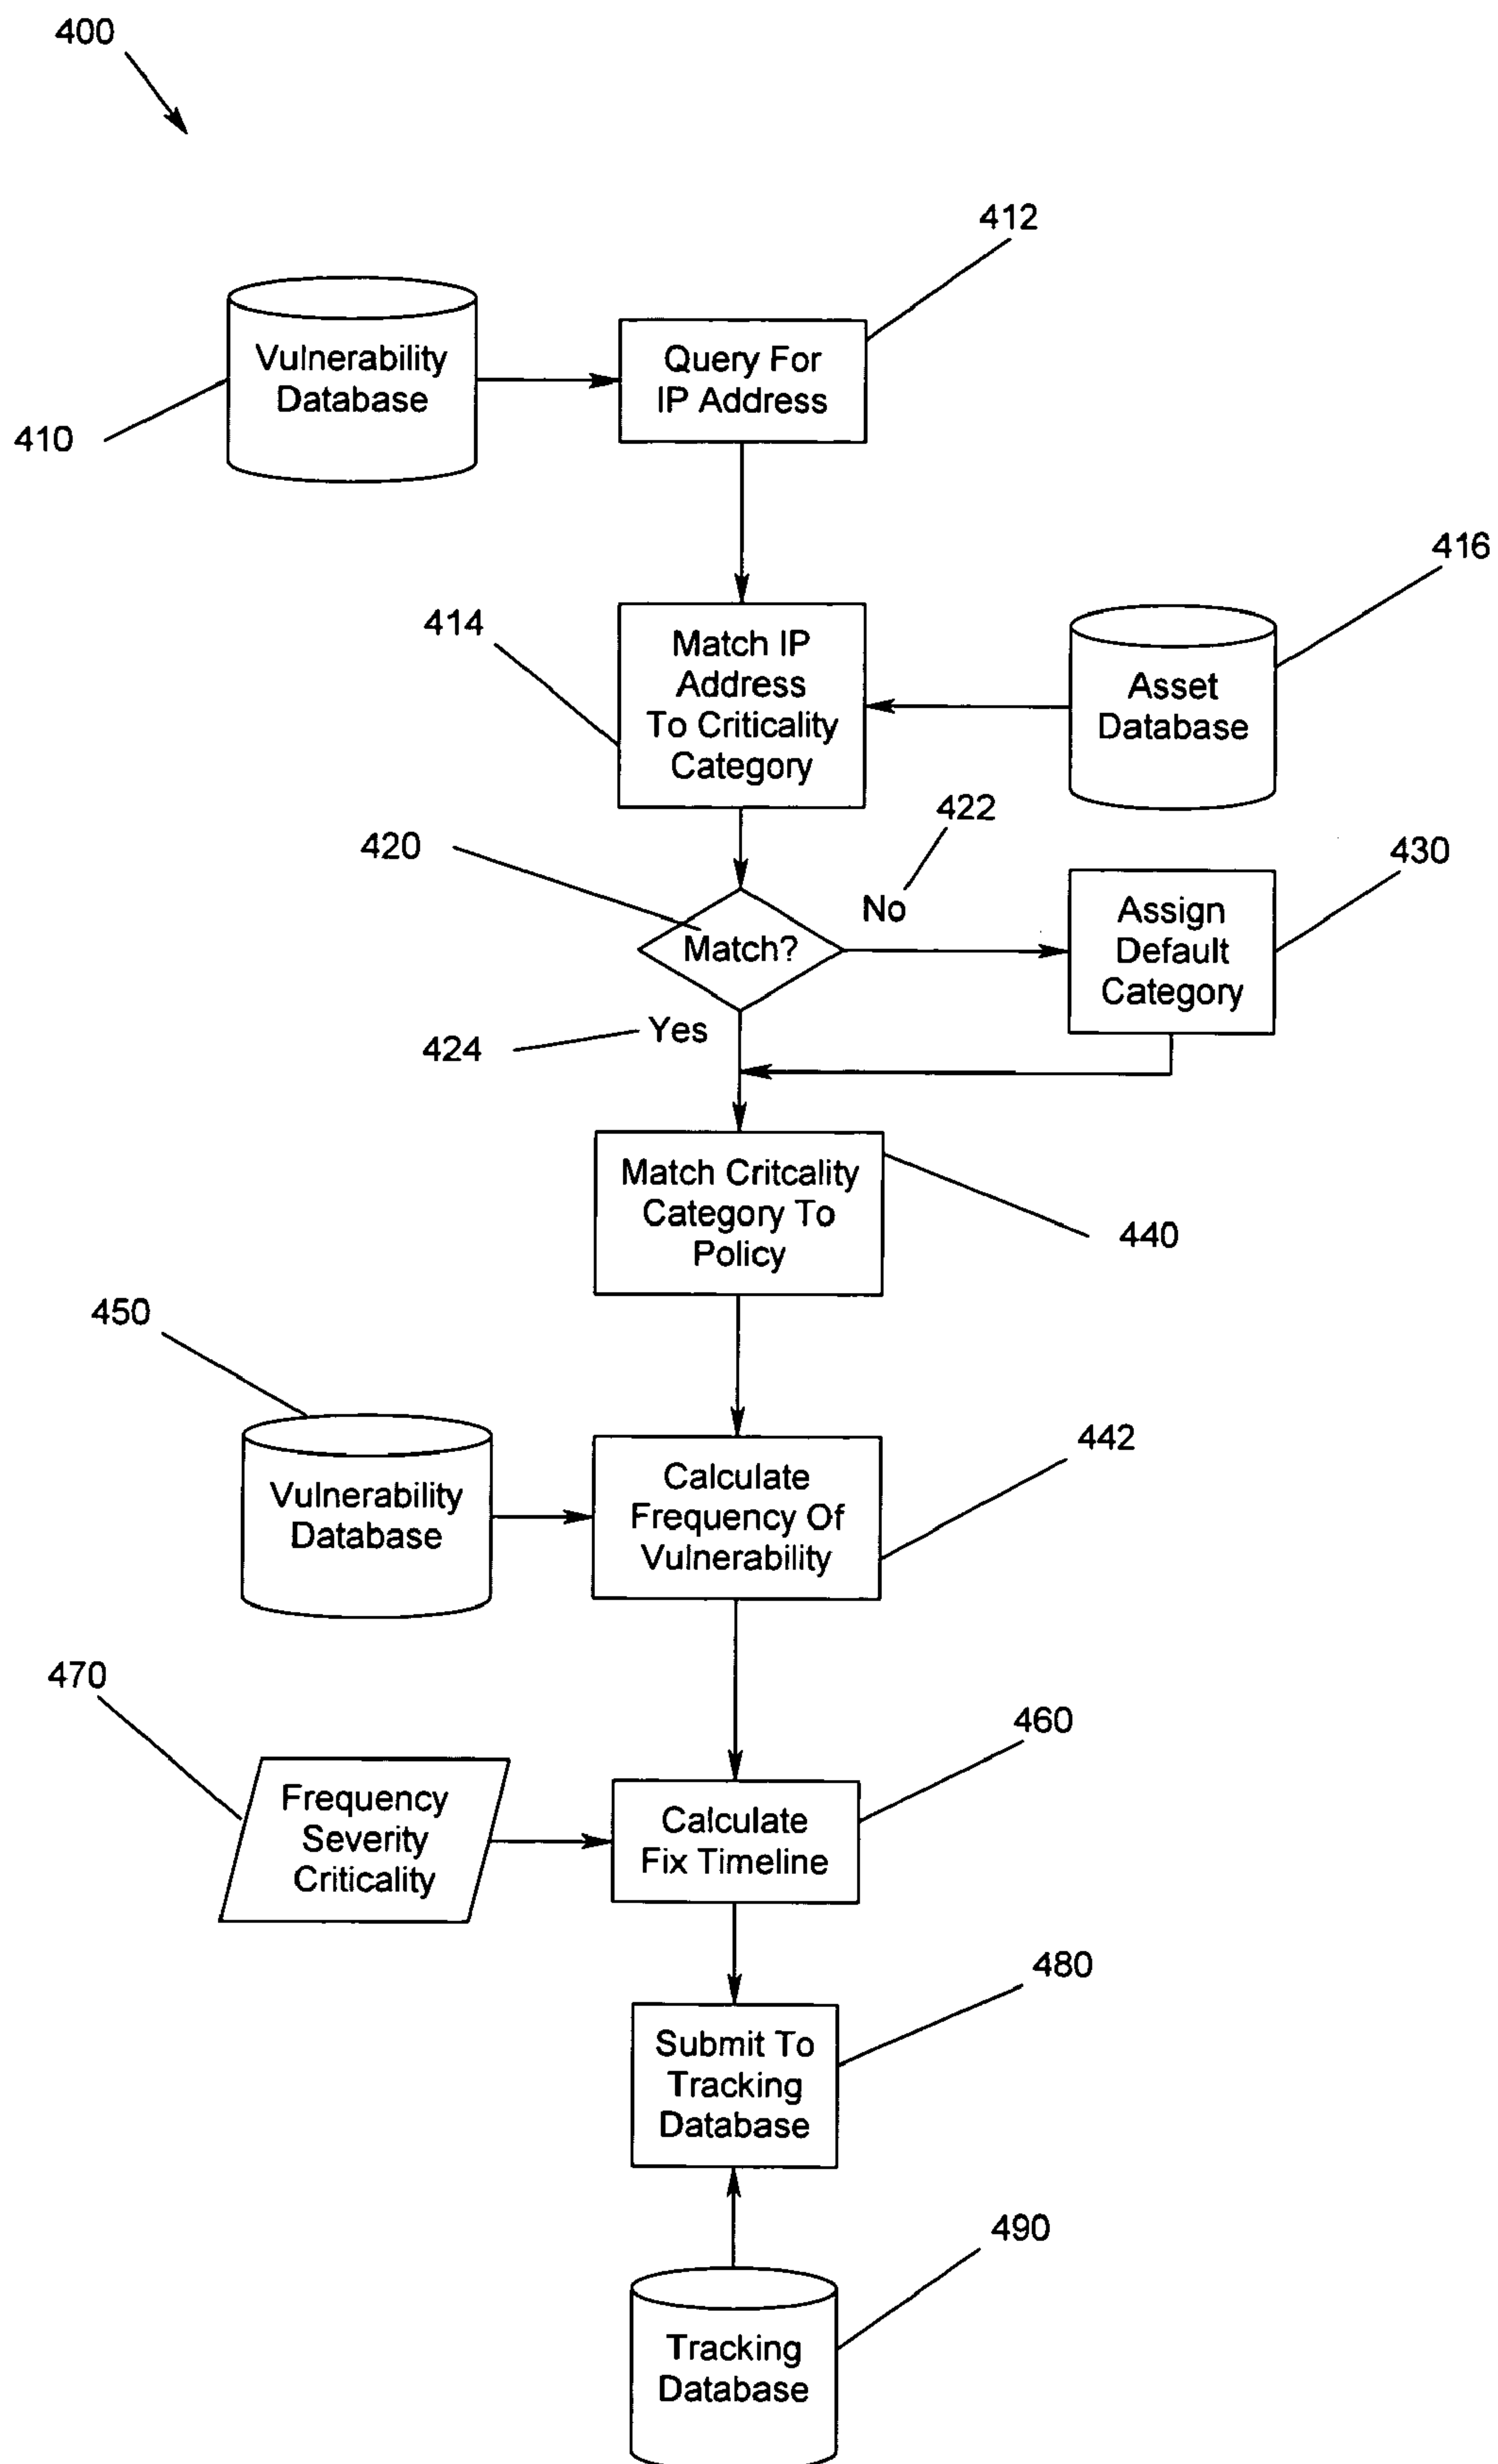 400
412
Vulnerability
Database
Query For
IP Address
410
416
414
Match IP
Address
To Criticality
Category
Asset
Database
422
420
430
No
Match?
Assign
Default
Category
Yes
424
Match Critcality
Category To
Policy
440
450
442
Vulnerability
Database
Calculate
Frequency Of
Vulnerability
470
460
Frequency
Severity
Criticality
Calculate
Fix Timeline
480
Submit To
Tracking
Database
490
Tracking
Database